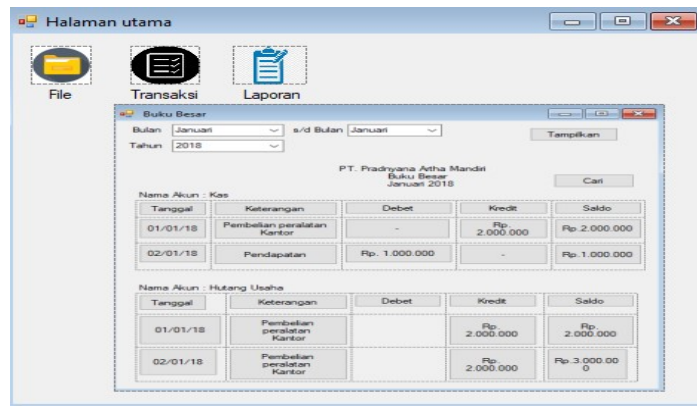 Halaman utama
File Transaksi Laporan
Buku Besar
Bulan Januari s/d Bulan Januari
Tampilkan
Tahun 2018
PT. Pradnyana Artha Mandiri
Buku Besar
Januari 2018
Cari
Nama Akun : Kas
Tanggal Keterangan Debet Kredit Saldo
01/01/18 Pembelian peralatan Kantor - Rp. 2.000.000 Rp.2.000.000
02/01/18 Pendapatan Rp. 1.000.000 - Rp.1.000.000
Nama Akun : Hutang Usaha
Tanggal Keterangan Debet Kredit Saldo
01/01/18 Pembelian peralatan Kantor Rp. 2.000.000 Rp. 2.000.000
02/01/18 Pembelian peralatan Kantor Rp. 2.000.000 Rp.3.000.000